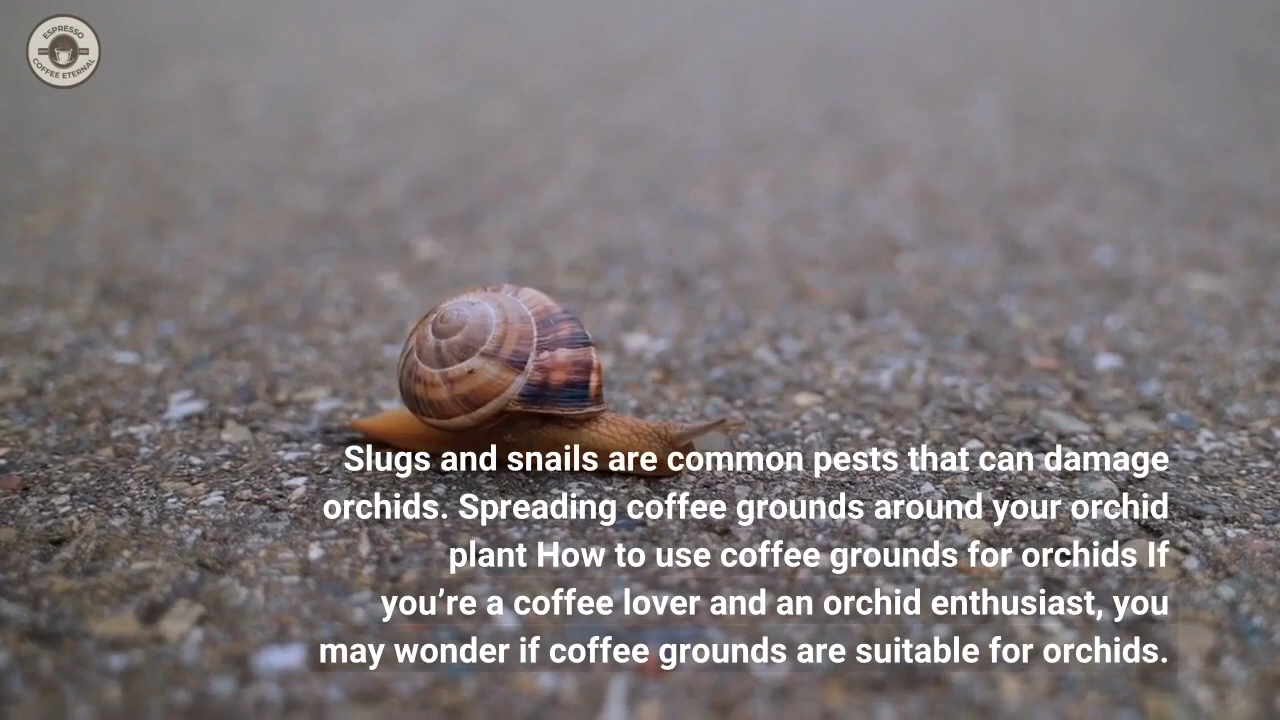 ESPRESSO
COFFEE ETERNAL
Slugs and snails are common pests that can damage
orchids. Spreading coffee grounds around your orchid
plant How to use coffee grounds for orchids If
you’re a coffee lover and an orchid enthusiast, you
may wonder if coffee grounds are suitable for orchids.